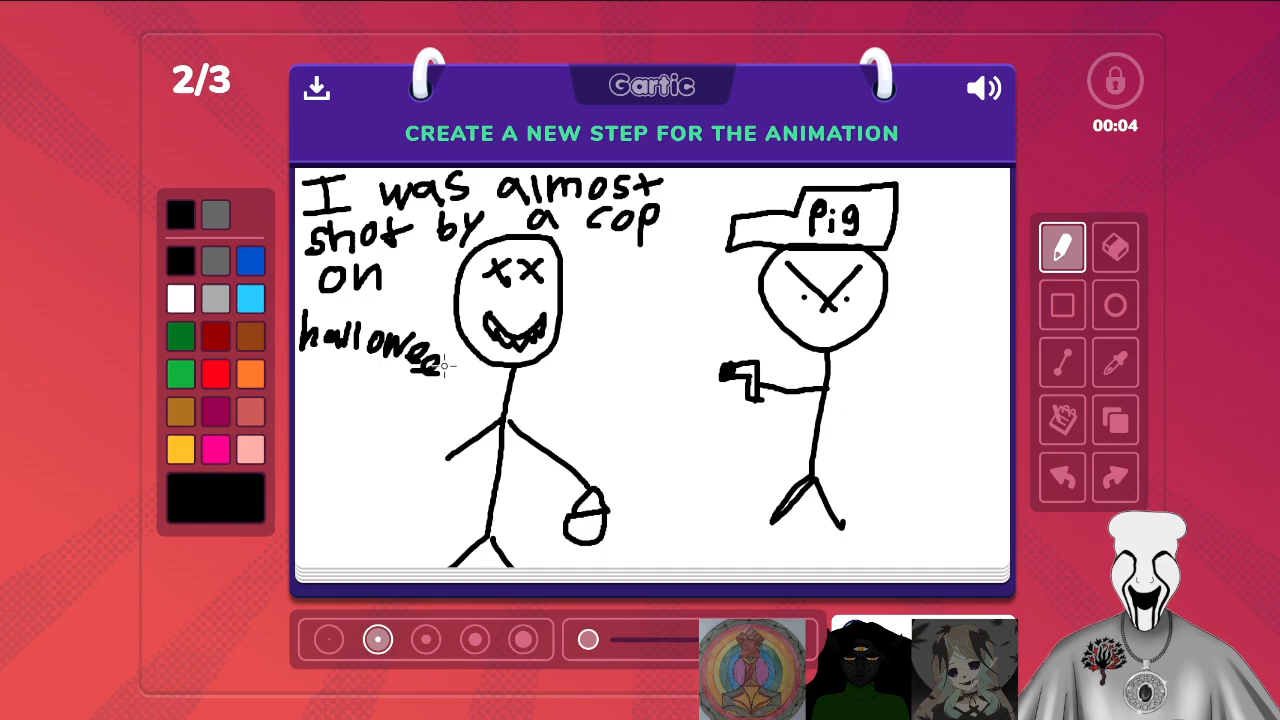 2/3
Gartic
00:04
CREATE A NEW STEP FOR THE ANIMATION
I was almost
shot by a cop
on
hallowee
Pig